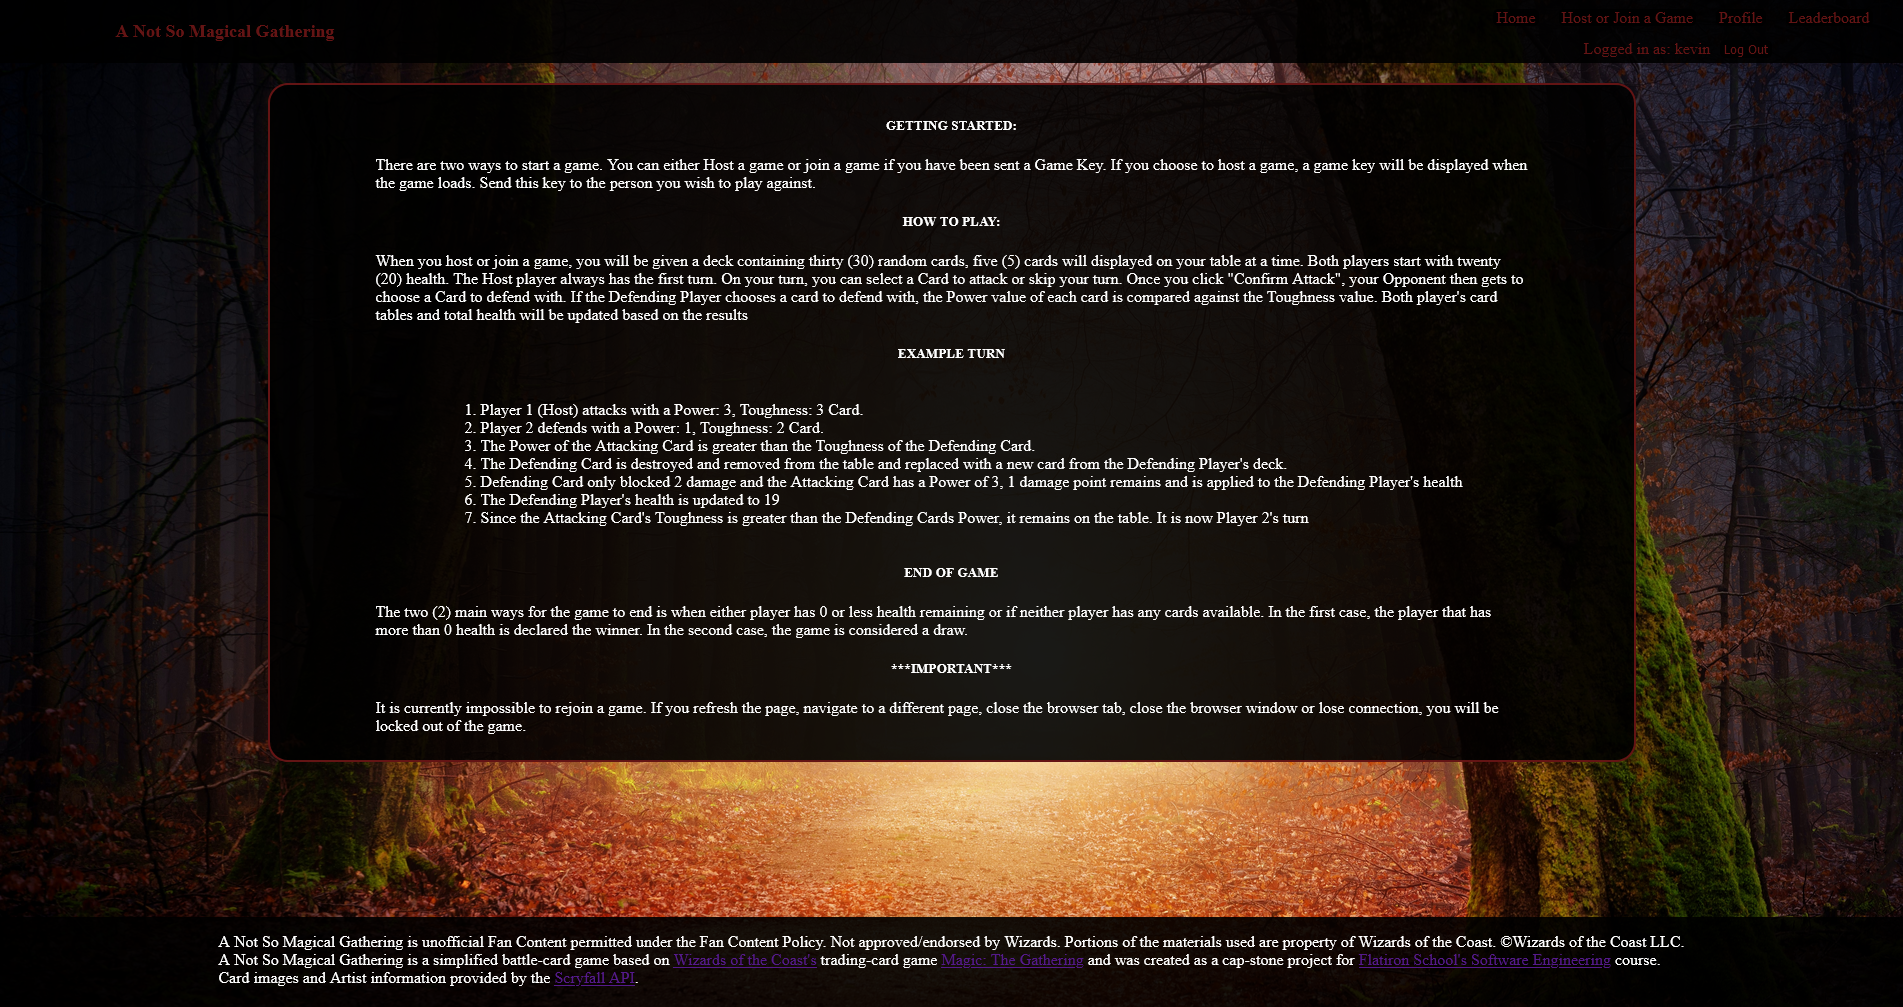 A Not So Magical Gathering
Home Host or Join a Game Profile Leaderboard
Logged in as: kevin Log Out
GETTING STARTED:
There are two ways to start a game. You can either Host a game or join a game if you have been sent a Game Key. If you choose to host a game, a game key will be displayed when
the game loads. Send this key to the person you wish to play against.
HOW TO PLAY:
When you host or join a game, you will be given a deck containing thirty (30) random cards, five (5) cards will displayed on your table at a time. Both players start with twenty
(20) health. The Host player always has the first turn. On your turn, you can select a Card to attack or skip your turn. Once you click "Confirm Attack", your Opponent then gets to
choose a Card to defend with. If the Defending Player chooses a card to defend with, the Power value of each card is compared against the Toughness value. Both player's card
tables and total health will be updated based on the results
EXAMPLE TURN
1. Player 1 (Host) attacks with a Power: 3, Toughness: 3 Card.
2. Player 2 defends with a Power: 1, Toughness: 2 Card.
3. The Power of the Attacking Card is greater than the Toughness of the Defending Card.
4. The Defending Card is destroyed and removed from the table and replaced with a new card from the Defending Player's deck.
5. Defending Card only blocked 2 damage and the Attacking Card has a Power of 3, 1 damage point remains and is applied to the Defending Player's health
6. The Defending Player's health is updated to 19
7. Since the Attacking Card's Toughness is greater than the Defending Cards Power, it remains on the table. It is now Player 2's turn
END OF GAME
The two (2) main ways for the game to end is when either player has 0 or less health remaining or if neither player has any cards available. In the first case, the player that has
more than 0 health is declared the winner. In the second case, the game is considered a draw.
***IMPORTANT***
It is currently impossible to rejoin a game. If you refresh the page, navigate to a different page, close the browser tab, close the browser window or lose connection, you will be
locked out of the game.
A Not So Magical Gathering is unofficial Fan Content permitted under the Fan Content Policy. Not approved/endorsed by Wizards. Portions of the materials used are property of Wizards of the Coast. ©Wizards of the Coast LLC.
A Not So Magical Gathering is a simplified battle-card game based on Wizards of the Coast's trading-card game Magic: The Gathering and was created as a cap-stone project for Flatiron School's Software Engineering course.
Card images and Artist information provided by the Scryfall API.